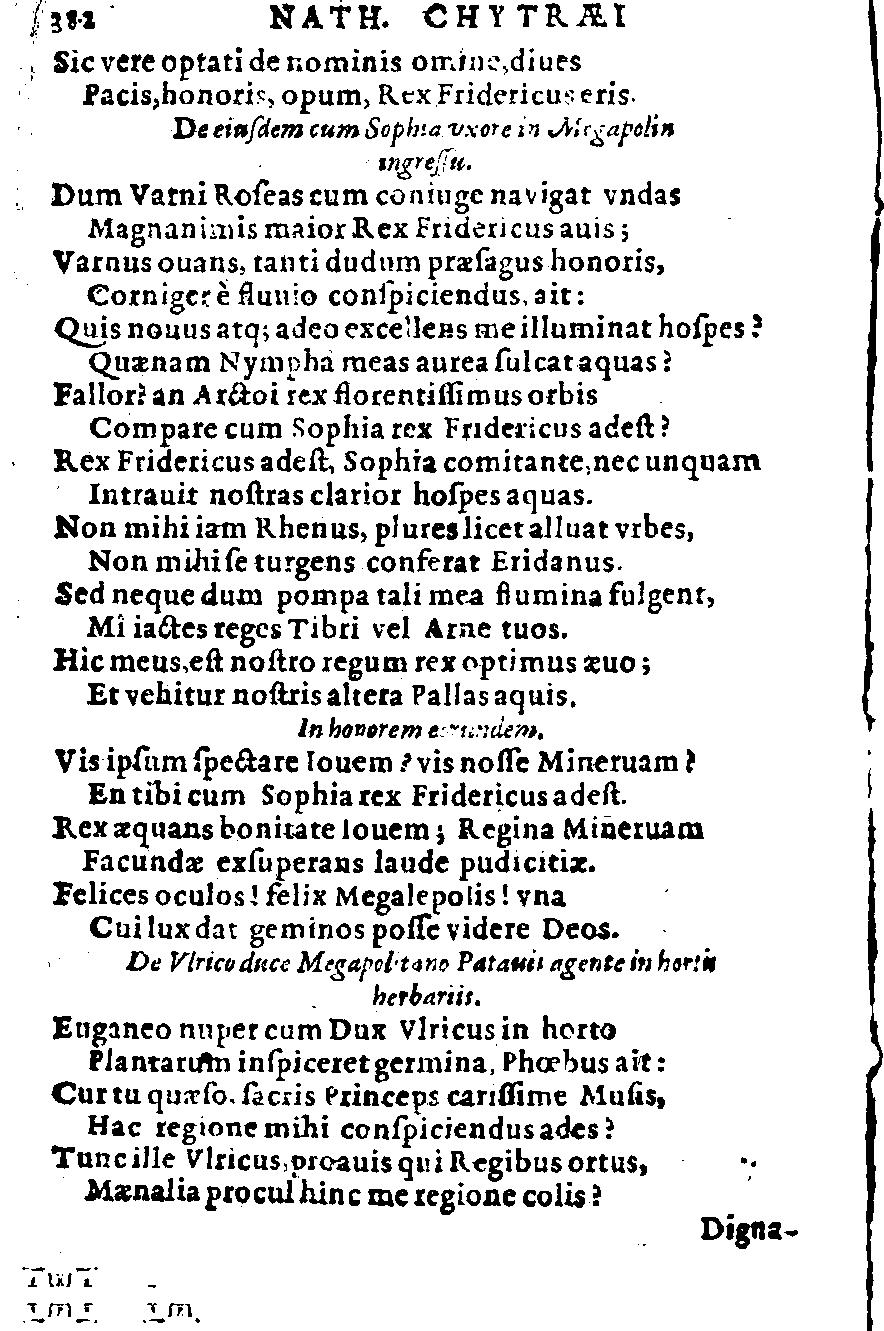 382 NATH. CHYTRÆI
Sic vere optati de nominis omine, diues
Pacis, honoris, opum, Rex Fridericus eris.
De eiuſdem cum Sophia vxore in Megapolin
ingreſſu.
Dum Varni Roſeas cum coniuge navigat vndas
Magnanimis maior Rex Fridericus auis;
Varnus ouans, tanti dudum præſagus honoris,
Corniger è fluuio conſpiciendus, ait:
Quis nouus atq; adeo excellens me illuminat hoſpes?
Quænam Nympha meas aurea ſulcat aquas?
Fallor? an Arctoi rex florentiſſimus orbis
Compare cum Sophia rex Fridericus adeſt?
Rex Fridericus adeſt, Sophia comitante, nec unquam
Intrauit noſtras clarior hoſpes aquas.
Non mihi iam Rhenus, plures licet alluat vrbes,
Non mihi ſe turgens conferat Eridanus.
Sed neque dum pompa tali mea flumina fulgent,
Mî iactes reges Tibri vel Arne tuos.
Hic meus, eſt noſtro regum rex optimus æuo;
Et vehitur noſtris altera Pallas aquis.
In honorem eorundem.
Vis ipſum ſpectare Iouem? vis noſſe Mineruam?
En tibi cum Sophia rex Fridericus adeſt.
Rex æquans bonitate Iouem; Regina Mineruam
Facundæ exſuperans laude pudicitiæ.
Felices oculos! felix Megalepolis! vna
Cui lux dat geminos poſſe videre Deos.
De Vlrico duce Megapolitano Patauii agente in hortis
herbariis.
Euganeo nuper cum Dux Vlricus in horto
Plantarum inſpiceret germina, Phœbus ait:
Cur tu quæſo, ſacris Princeps cariſſime Muſis,
Hac regione mihi conſpiciendus ades?
Tunc ille Vlricus, proauis qui Regibus ortus,
Mænalia procul hinc me regione colis?
Digna-